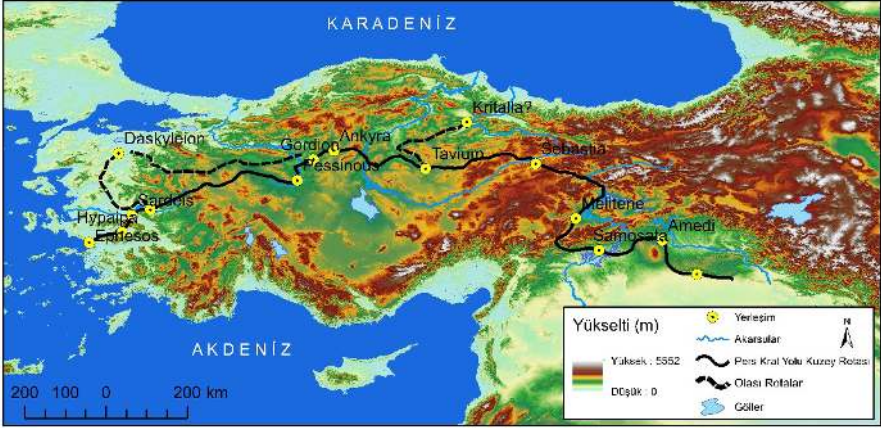 KARADENİZ
Kritalla?
Daskyleion
Gordion
Ankyra
Pessinous
Tavium
Sebastia
Sardeis
Hypaipa
Ephesos
Melitene
Samosata
Amedi
AKDENİZ
200 100 0 200 km
Yükselti (m)
Yüksek : 5552
Düşük : 0
Yerleşim
Akarsular
Pers Kral Yolu Kuzey Rotası
Olası Rotalar
Göller
N